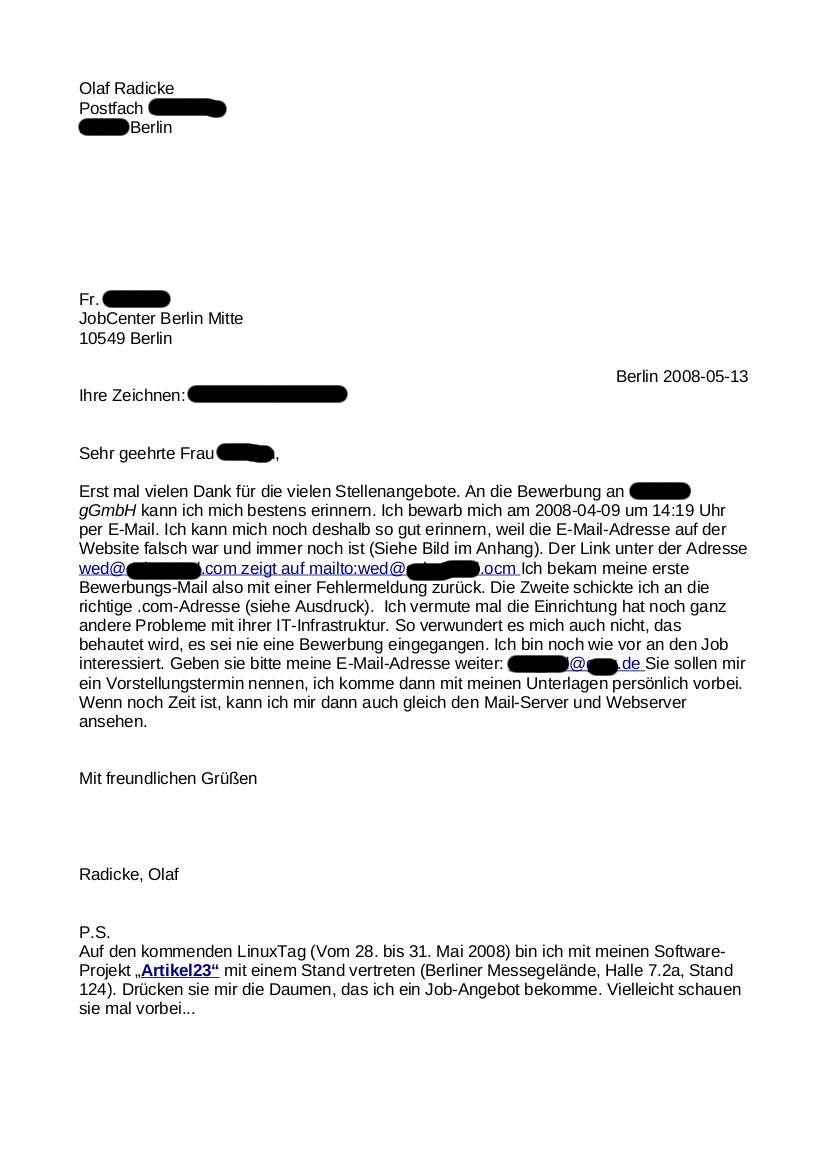 Olaf Radicke
Postfach
Berlin
Fr.
JobCenter Berlin Mitte
10549 Berlin
Berlin 2008-05-13
Ihre Zeichnen:
Sehr geehrte Frau ,
Erst mal vielen Dank für die vielen Stellenangebote. An die Bewerbung an
gGmbH kann ich mich bestens erinnern. Ich bewarb mich am 2008-04-09 um 14:19 Uhr
per E-Mail. Ich kann mich noch deshalb so gut erinnern, weil die E-Mail-Adresse auf der
Website falsch war und immer noch ist (Siehe Bild im Anhang). Der Link unter der Adresse
wed@ .com zeigt auf mailto:wed@ .ocm Ich bekam meine erste
Bewerbungs-Mail also mit einer Fehlermeldung zurück. Die Zweite schickte ich an die
richtige .com-Adresse (siehe Ausdruck). Ich vermute mal die Einrichtung hat noch ganz
andere Probleme mit ihrer IT-Infrastruktur. So verwundert es mich auch nicht, das
behautet wird, es sei nie eine Bewerbung eingegangen. Ich bin noch wie vor an den Job
interessiert. Geben sie bitte meine E-Mail-Adresse weiter: @ .de Sie sollen mir
ein Vorstellungstermin nennen, ich komme dann mit meinen Unterlagen persönlich vorbei.
Wenn noch Zeit ist, kann ich mir dann auch gleich den Mail-Server und Webserver
ansehen.
Mit freundlichen Grüßen
Radicke, Olaf
P.S.
Auf den kommenden LinuxTag (Vom 28. bis 31. Mai 2008) bin ich mit meinen Software-
Projekt „Artikel23“ mit einem Stand vertreten (Berliner Messegelände, Halle 7.2a, Stand
124). Drücken sie mir die Daumen, das ich ein Job-Angebot bekomme. Vielleicht schauen
sie mal vorbei...